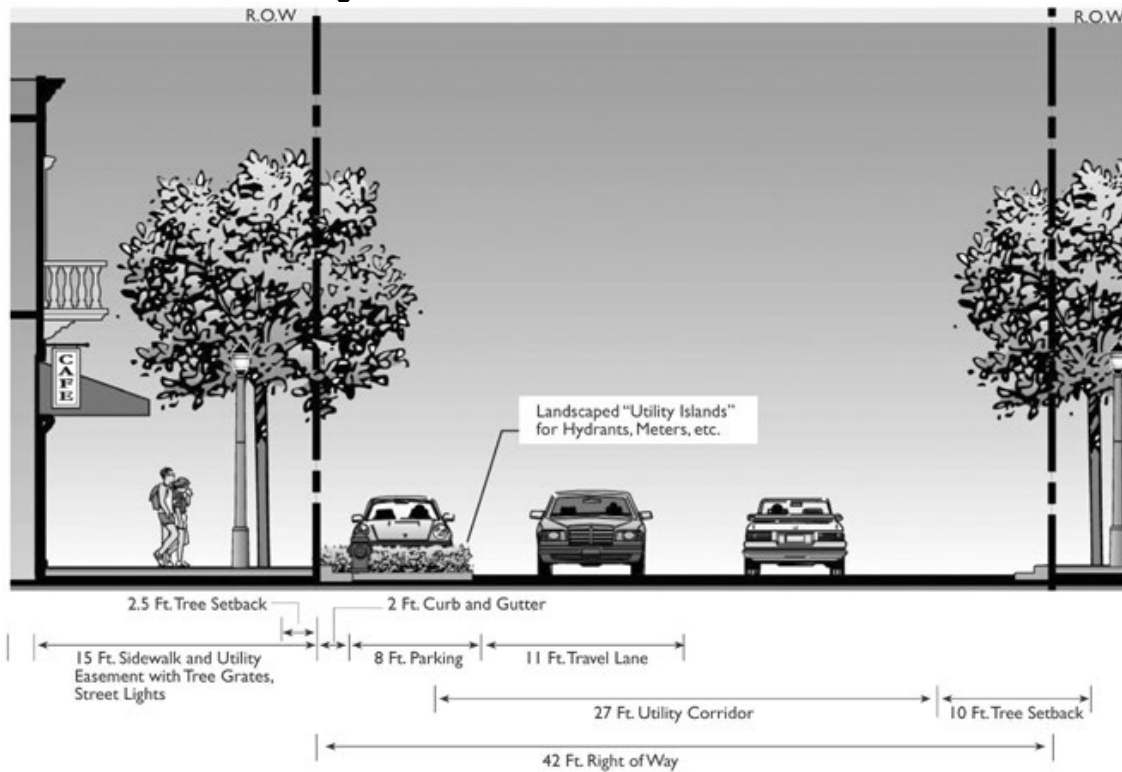 R.O.W
R.O.W
CAFE
Landscaped “Utility Islands”
for Hydrants, Meters, etc.
2.5 Ft. Tree Setback
2 Ft. Curb and Gutter
15 Ft. Sidewalk and Utility
Easement with Tree Grates,
Street Lights
8 Ft. Parking
11 Ft. Travel Lane
27 Ft. Utility Corridor
10 Ft. Tree Setback
42 Ft. Right of Way